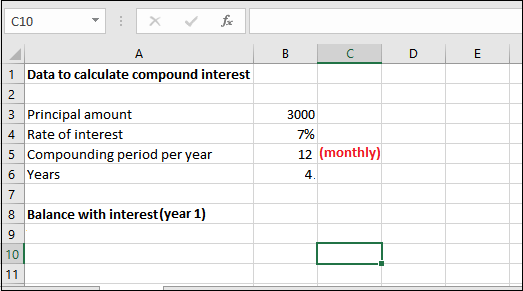 C10 fx
A B C D E
1 Data to calculate compound interest
2
3 Principal amount 3000
4 Rate of interest 7%
5 Compounding period per year 12 (monthly)
6 Years 4.
7
8 Balance with interest(year 1)
9
10
11